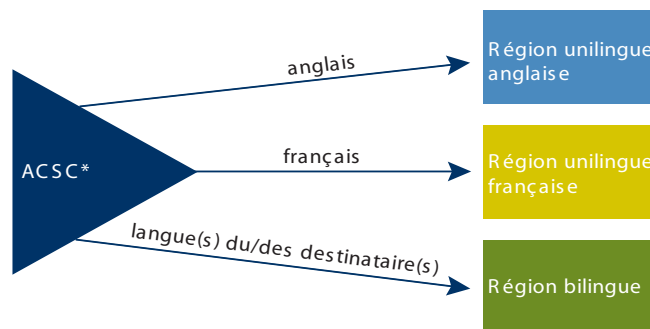 anglais
Région unilingue
anglaise
ACSC*
français
Région unilingue
française
langue(s) du/des destinataire(s)
Région bilingue